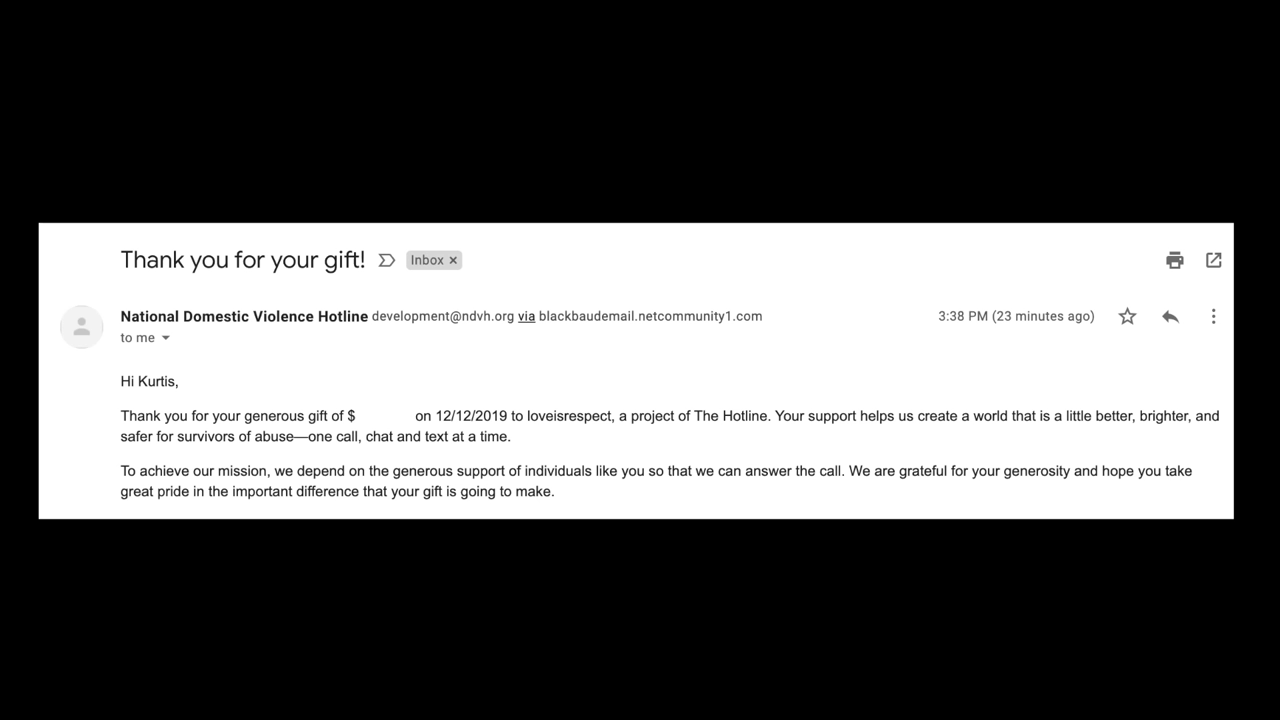 Thank you for your gift! Inbox ×
National Domestic Violence Hotline development@ndvh.org via blackbaudemail.netcommunity1.com 3:38 PM (23 minutes ago)
to me
Hi Kurtis,
Thank you for your generous gift of $ on 12/12/2019 to loveisrespect, a project of The Hotline. Your support helps us create a world that is a little better, brighter, and
safer for survivors of abuse—one call, chat and text at a time.
To achieve our mission, we depend on the generous support of individuals like you so that we can answer the call. We are grateful for your generosity and hope you take
great pride in the important difference that your gift is going to make.